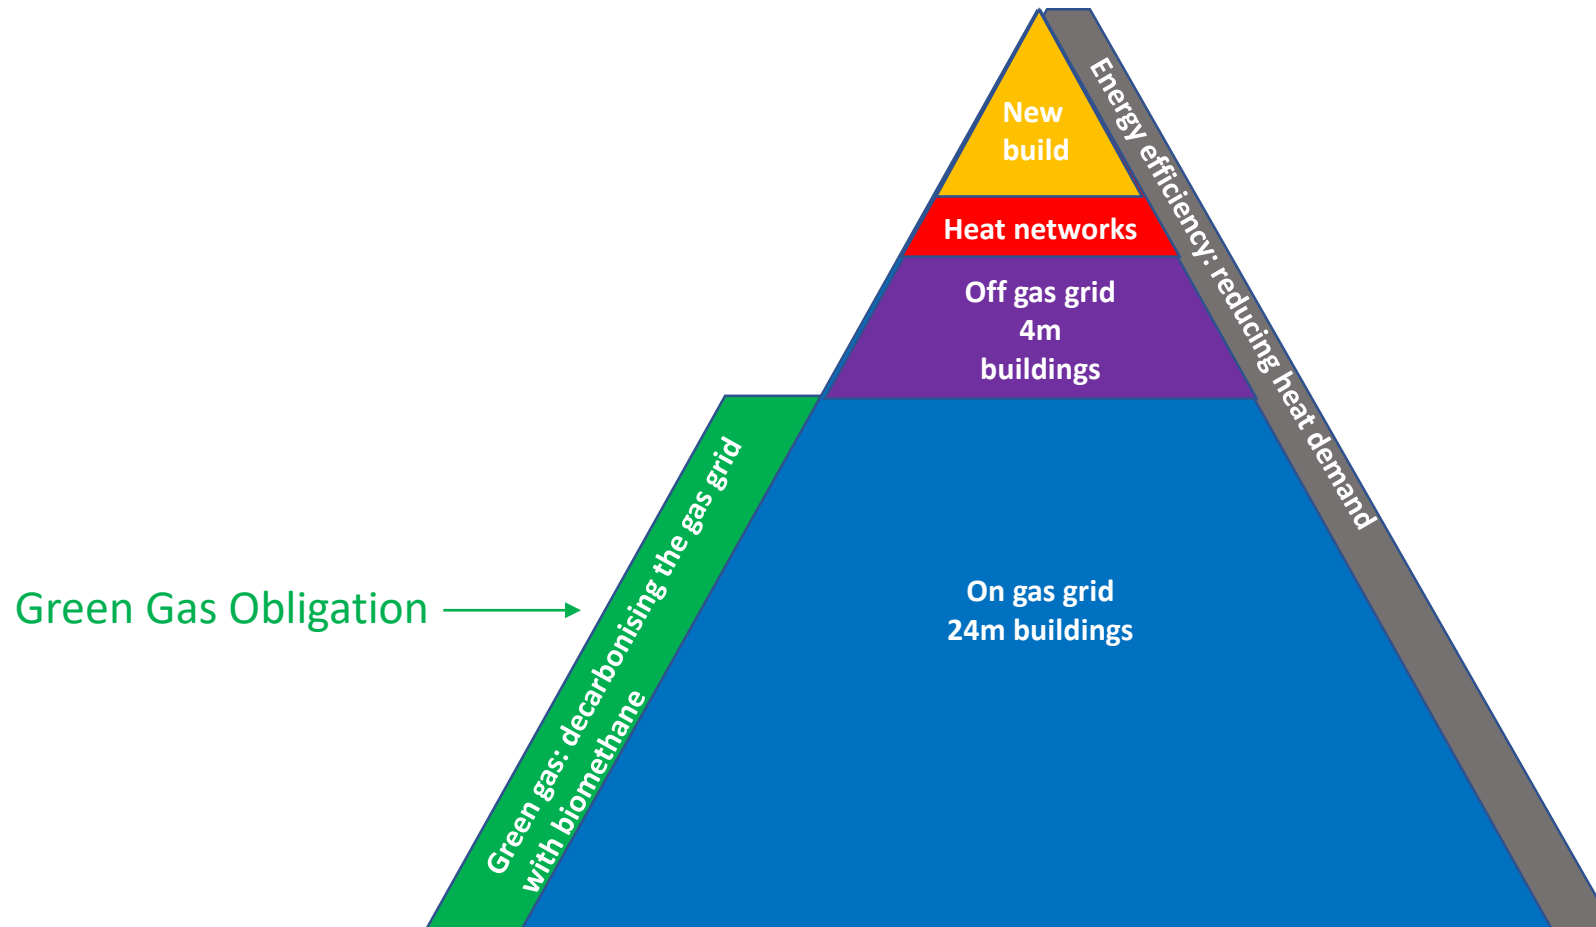 New
build
Heat networks
Off gas grid
4m
buildings
Energy efficiency: reducing heat demand
Green gas: decarbonising the gas grid
with biomethane
Green Gas Obligation
On gas grid
24m buildings